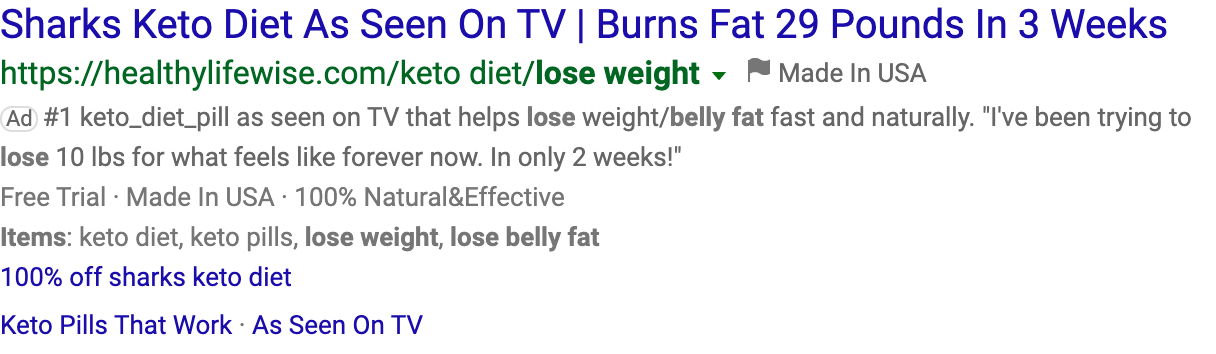 Sharks Keto Diet As Seen On TV | Burns Fat 29 Pounds In 3 Weeks
https://healthylifewise.com/keto diet/lose weight Made In USA
Ad #1 keto_diet_pill as seen on TV that helps lose weight/belly fat fast and naturally. "I've been trying to
lose 10 lbs for what feels like forever now. In only 2 weeks!"
Free Trial · Made In USA · 100% Natural&Effective
Items: keto diet, keto pills, lose weight, lose belly fat
100% off sharks keto diet
Keto Pills That Work · As Seen On TV